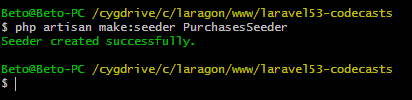 Beto@Beto-PC /cygdrive/c/laragon/www/laravel53-codecasts
$ php artisan make:seeder PurchasesSeeder
Seeder created successfully.
Beto@Beto-PC /cygdrive/c/laragon/www/laravel53-codecasts
$